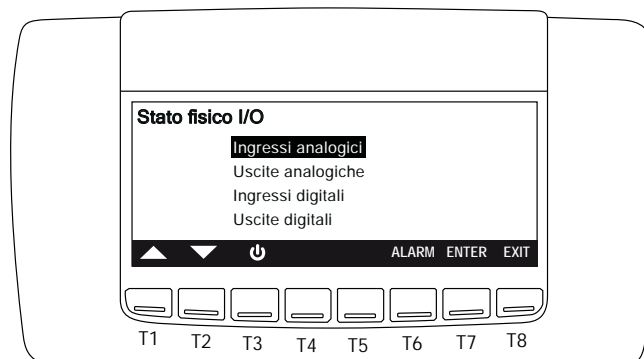 Stato fisico I/O
Ingressi analogici
Uscite analogiche
Ingressi digitali
Uscite digitali
ALARM ENTER EXIT
T1 T2 T3 T4 T5 T6 T7 T8